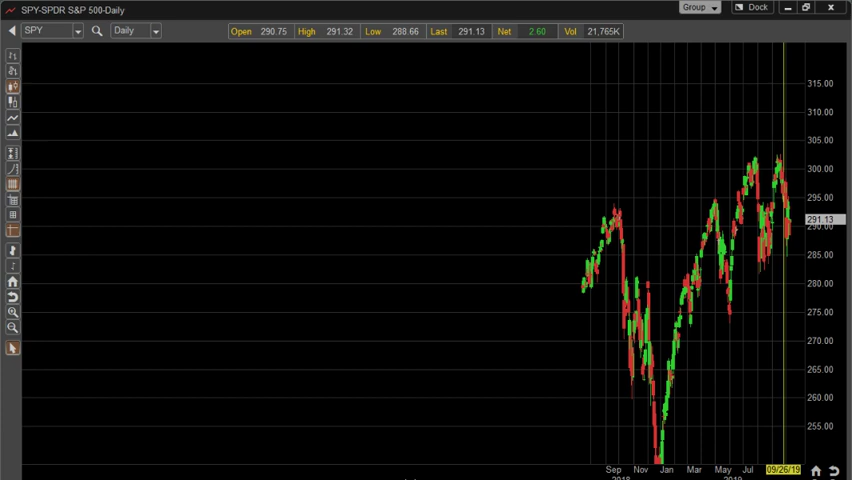 SPY-SPDR S&P 500-Daily
Group
Dock
SPY
Daily
Open 290.75 High 291.32 Low 288.66 Last 291.13 Net 2.60 Vol 21,765K
315.00
310.00
305.00
300.00
295.00
291.13
290.00
285.00
280.00
275.00
270.00
265.00
260.00
255.00
Sep Nov Jan Mar May Jul 09/26/19
2018 2019